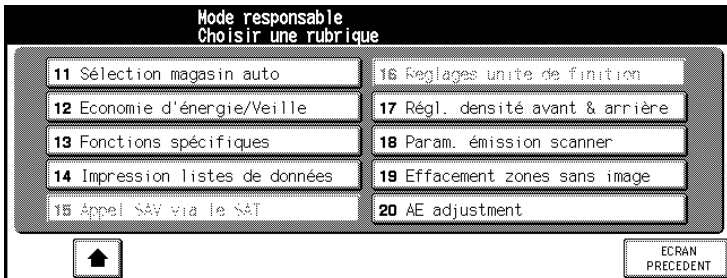 Mode responsable
Choisir une rubrique
11 Sélection magasin auto
12 Economie d'énergie/Veille
13 Fonctions spécifiques
14 Impression listes de données
15 Appel SAV via le SAT
16 Reglages unite de finition
17 Régl. densité avant & arrière
18 Param. émission scanner
19 Effacement zones sans image
20 AE adjustment
ECRAN
PRECEDENT